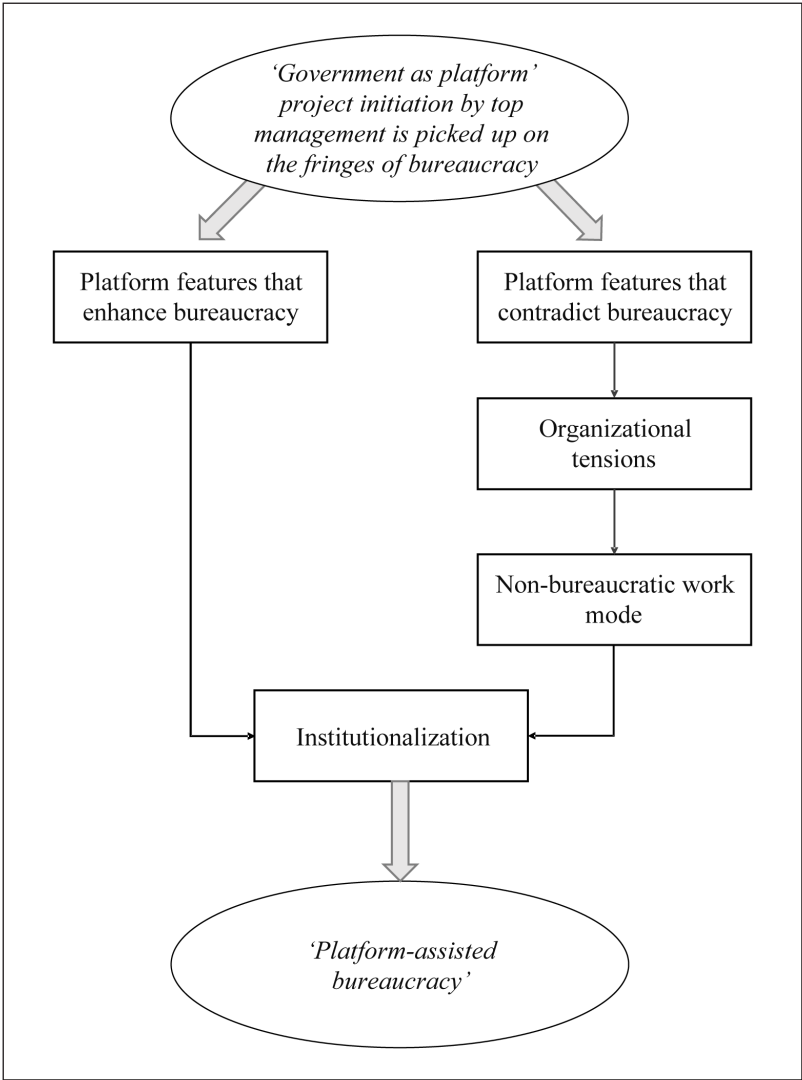 ‘Government as platform’
project initiation by top
management is picked up on
the fringes of bureaucracy
Platform features that
enhance bureaucracy
Platform features that
contradict bureaucracy
Organizational
tensions
Non-bureaucratic work
mode
Institutionalization
‘Platform-assisted
bureaucracy’